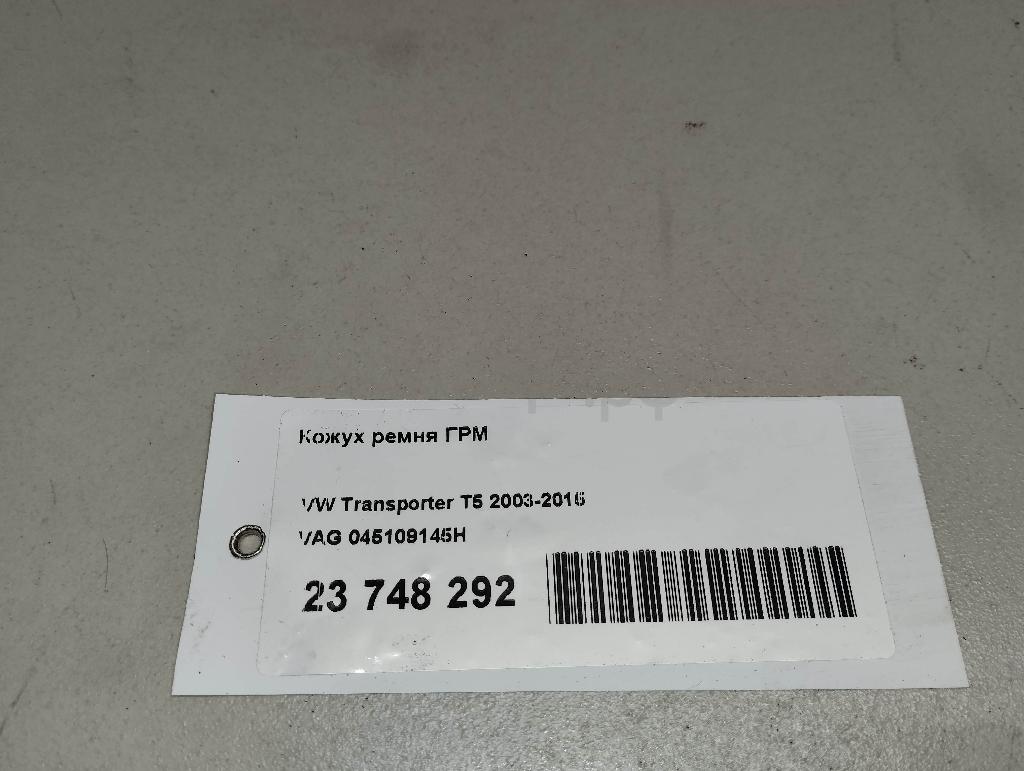 Кожух ремня ГРМ
VW Transporter T5 2003-2015
VAG 045109145H
23 748 292